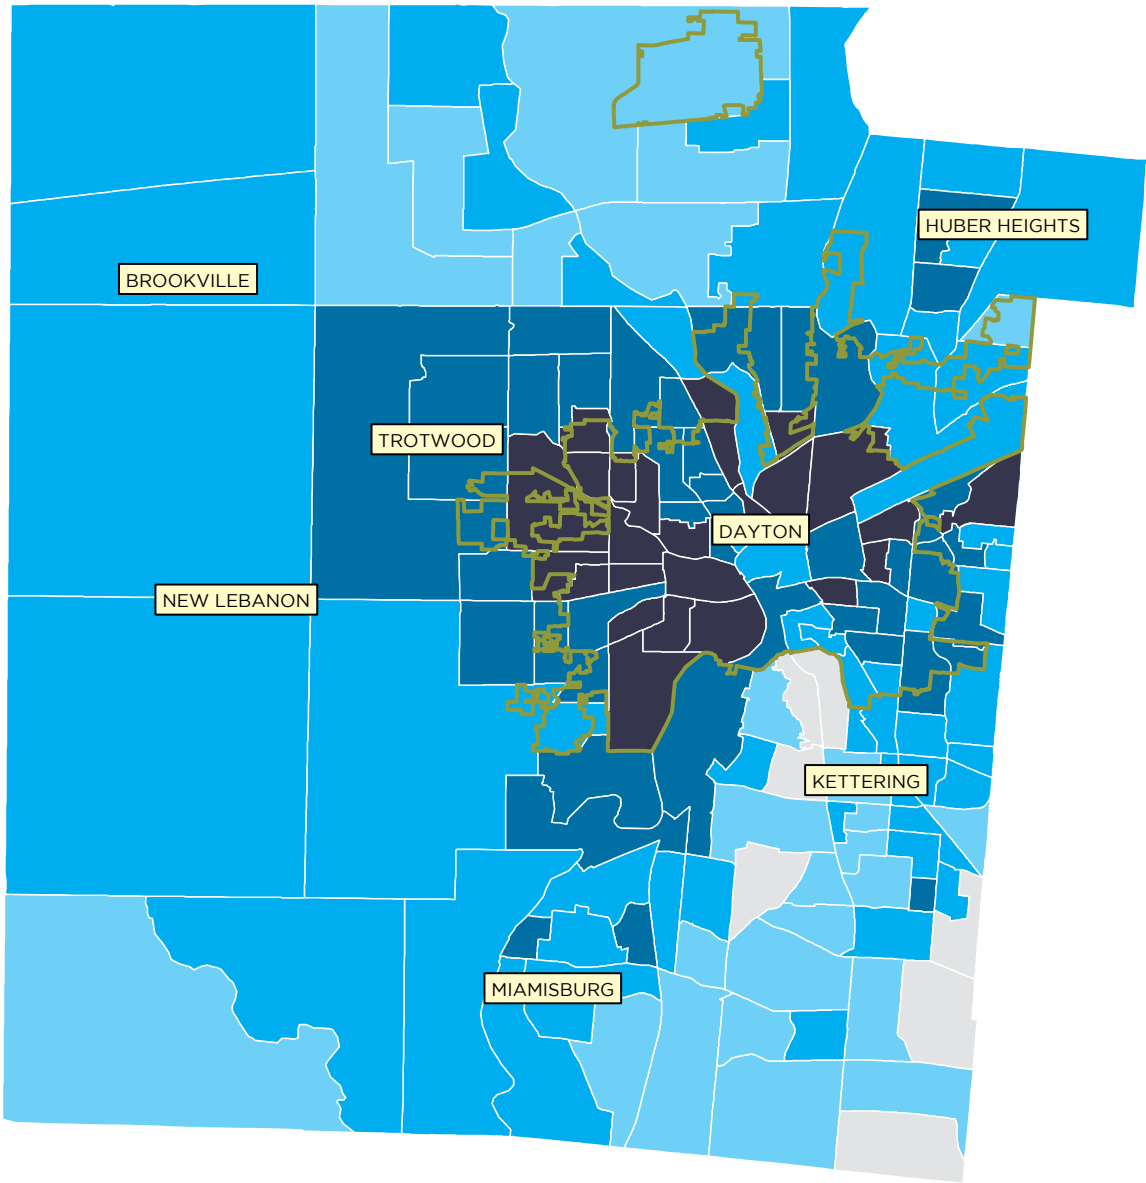 HUBER HEIGHTS
BROOKVILLE
TROTWOOD
DAYTON
NEW LEBANON
KETTERING
MIAMISBURG